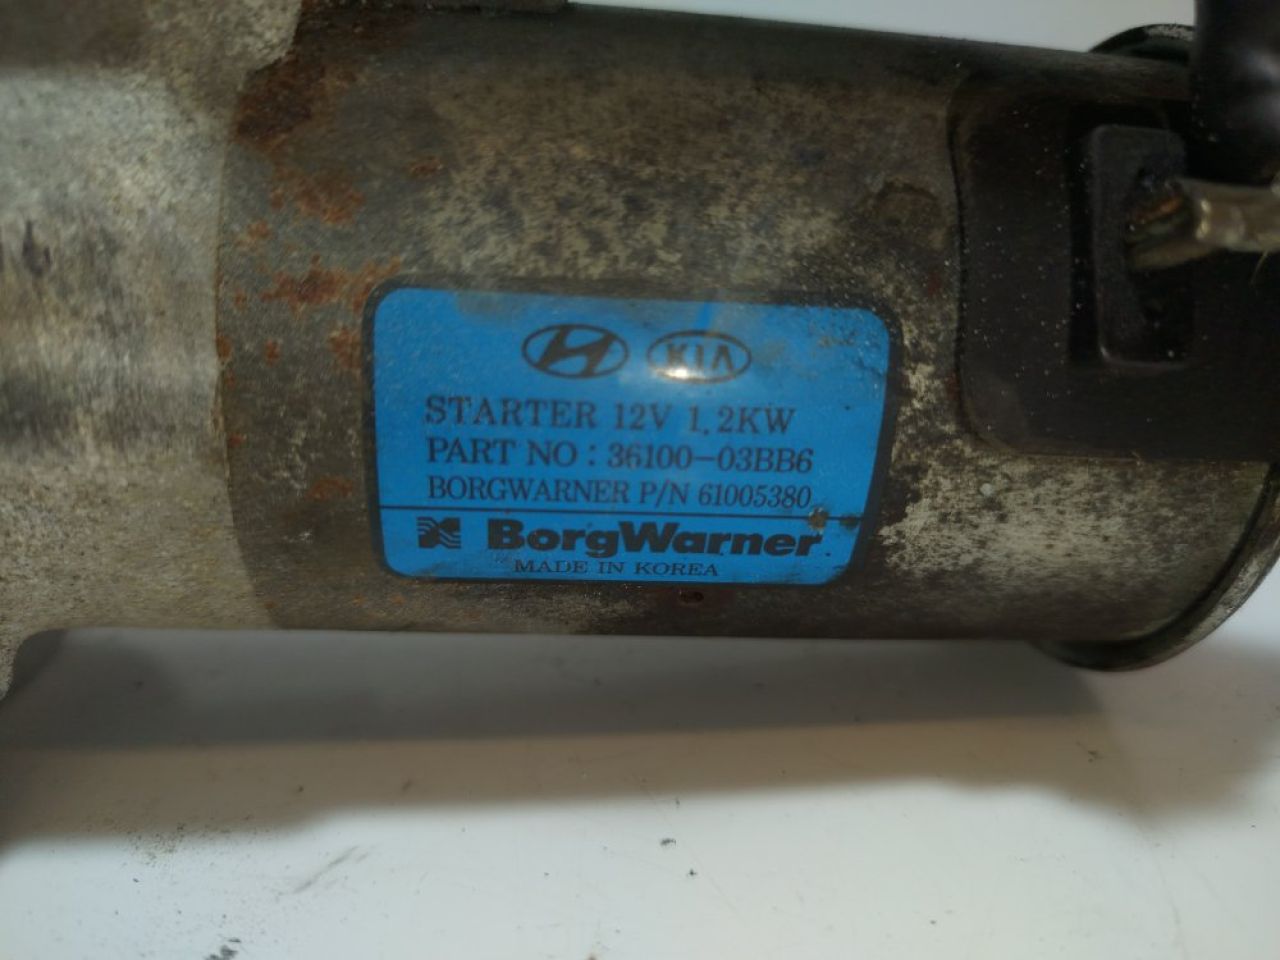 KIA
STARTER 12V 1.2KW
PART NO : 36100-03BB6
BORGWARNER P/N 61005380
BorgWarner
MADE IN KOREA